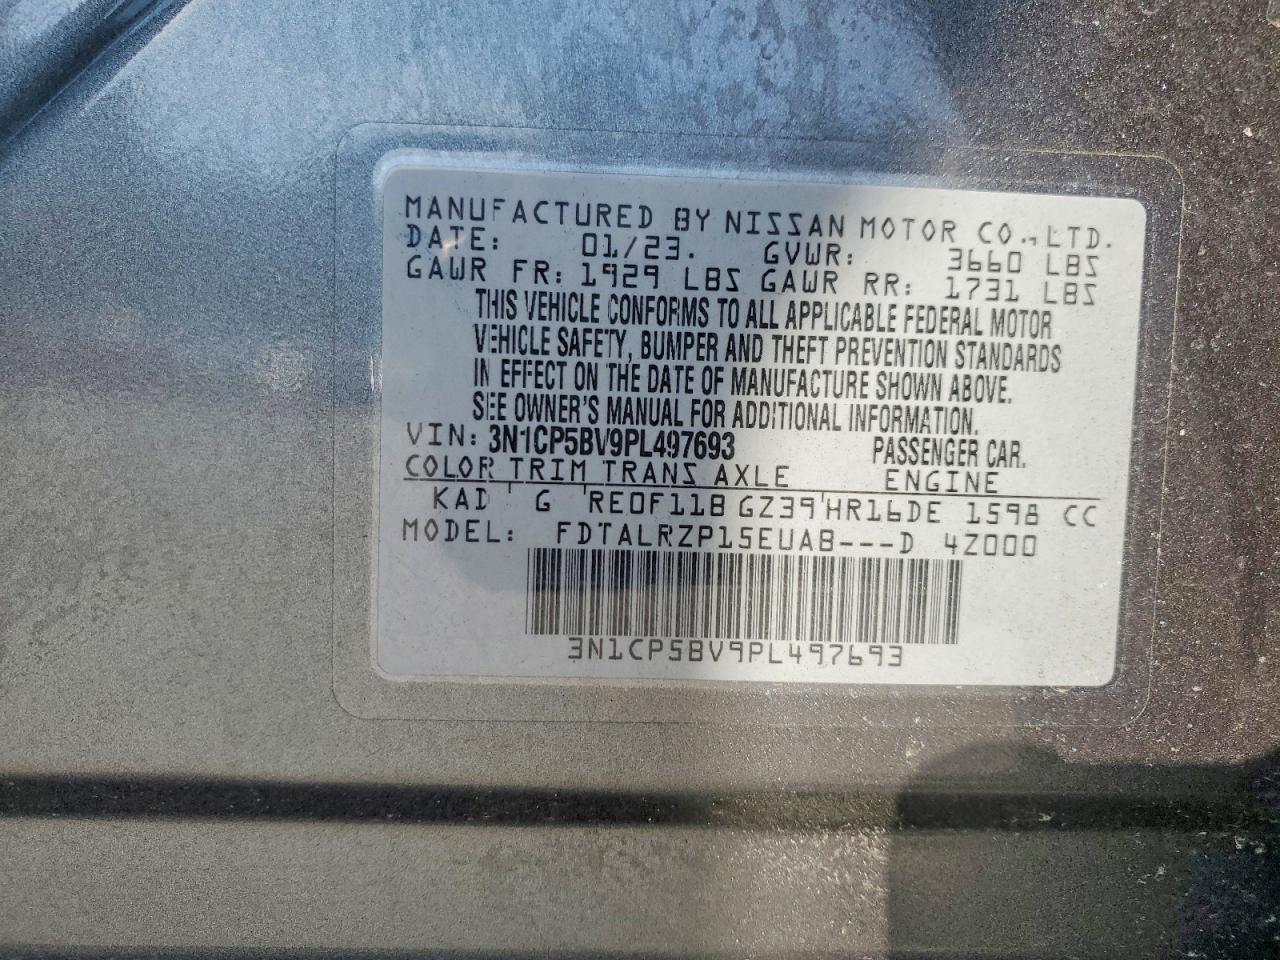 MANUFACTURED BY NISSAN MOTOR CO., LTD.
DATE: 01/23. GVWR: 3660 LBS
GAWR FR: 1929 LBS GAWR RR: 1731 LBS
THIS VEHICLE CONFORMS TO ALL APPLICABLE FEDERAL MOTOR
VEHICLE SAFETY, BUMPER AND THEFT PREVENTION STANDARDS
IN EFFECT ON THE DATE OF MANUFACTURE SHOWN ABOVE.
SEE OWNER'S MANUAL FOR ADDITIONAL INFORMATION.
VIN: 3N1CP5BV9PL497693 PASSENGER CAR.
COLOR TRIM TRANS AXLE ENGINE
KAD G RE0F11B GZ39 HR16DE 1598 CC
MODEL: FDTALRZP15EUAB---D 4Z000
3N1CP5BV9PL497693